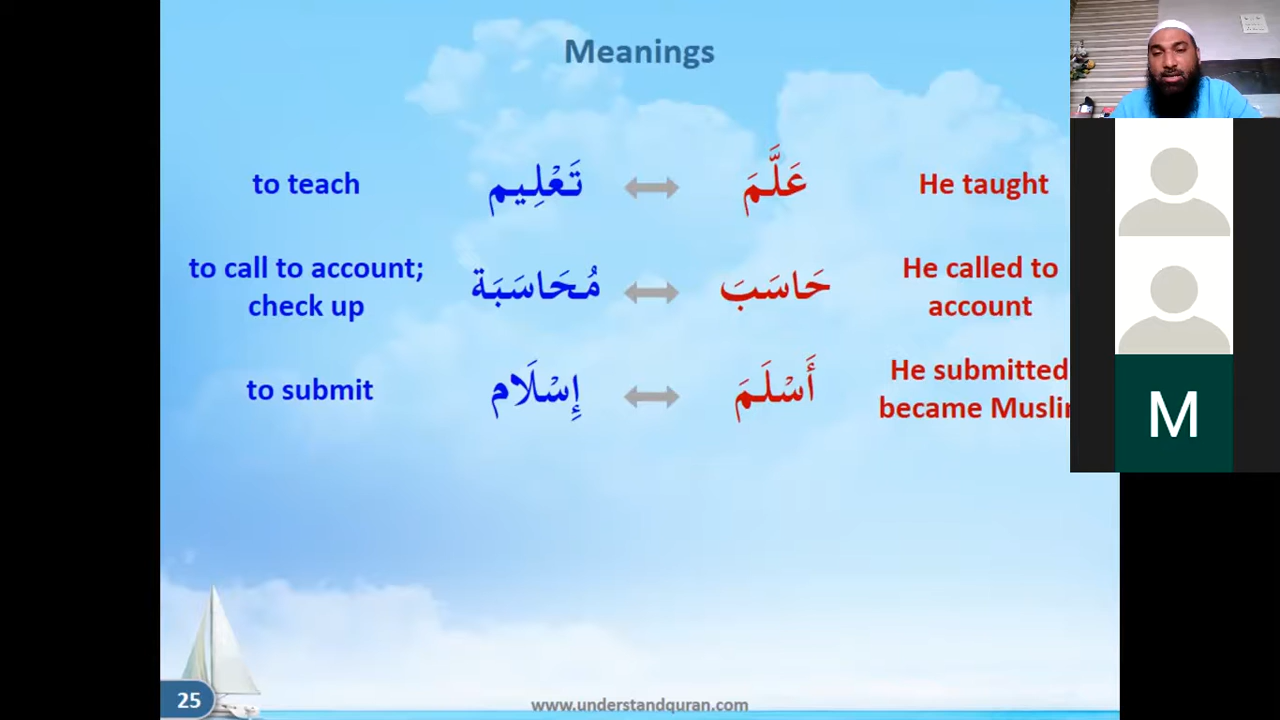 Meanings
to teach تَعْلِيم عَلَّمَ He taught
to call to account; check up مُحَاسَبَة حَاسَبَ He called to account
to submit إِسْلَام أَسْلَمَ He submitted became Muslin
M
25
www.understandquran.com